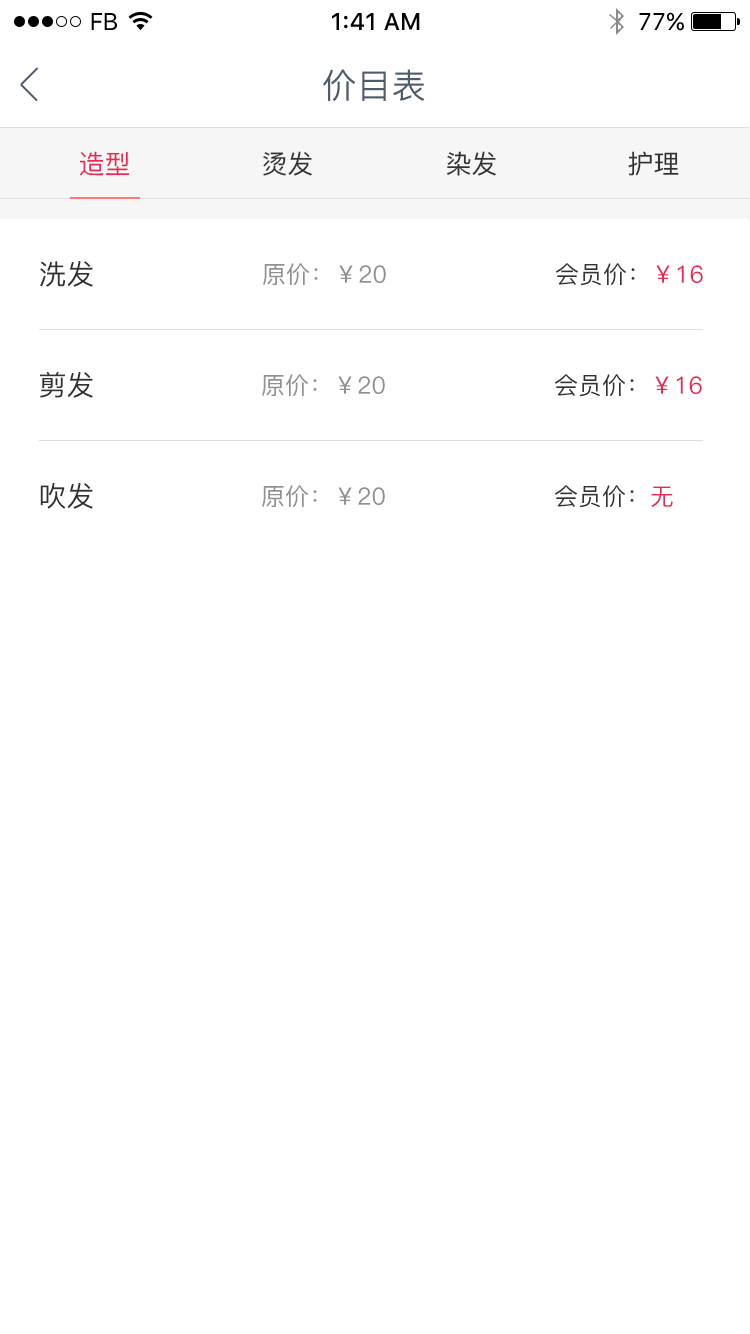 FB 1:41 AM 77%
价目表
造型 烫发 染发 护理
洗发 原价：￥20 会员价：￥16
剪发 原价：￥20 会员价：￥16
吹发 原价：￥20 会员价：无